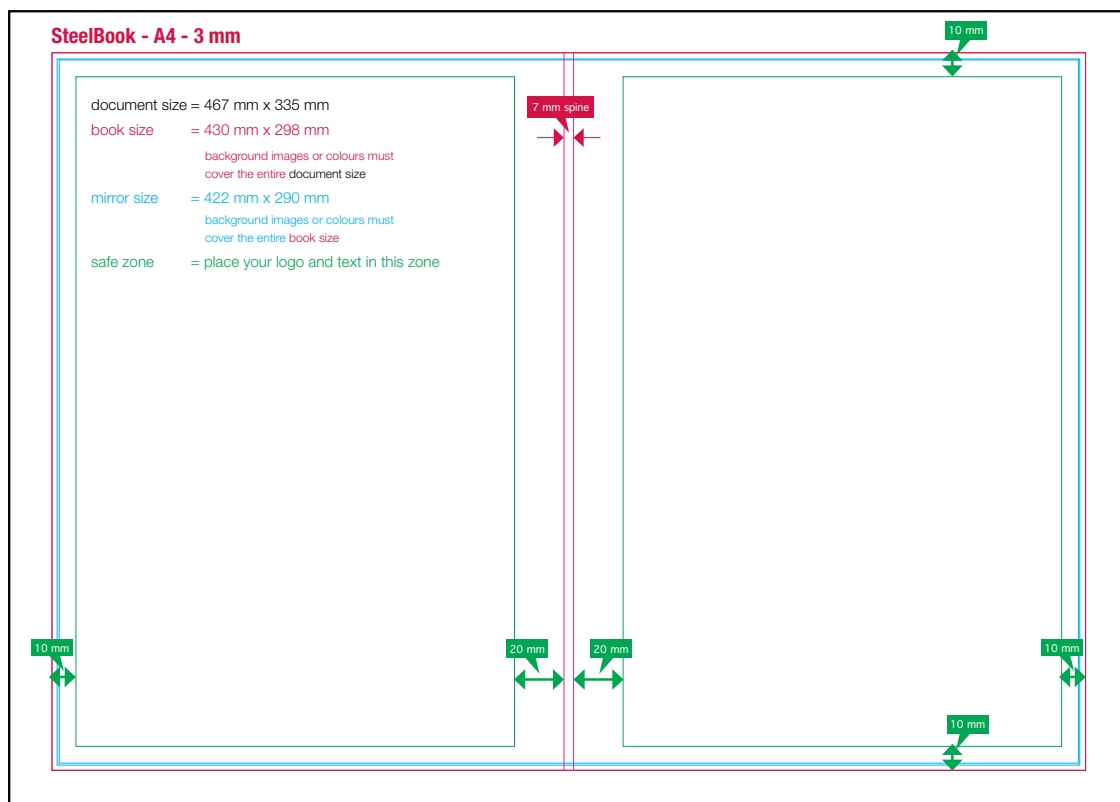 SteelBook - A4 - 3 mm
10 mm
document size = 467 mm x 335 mm
7 mm spine
book size = 430 mm x 298 mm
background images or colours must
cover the entire document size
mirror size = 422 mm x 290 mm
background images or colours must
cover the entire book size
safe zone = place your logo and text in this zone
10 mm
20 mm
20 mm
10 mm
10 mm